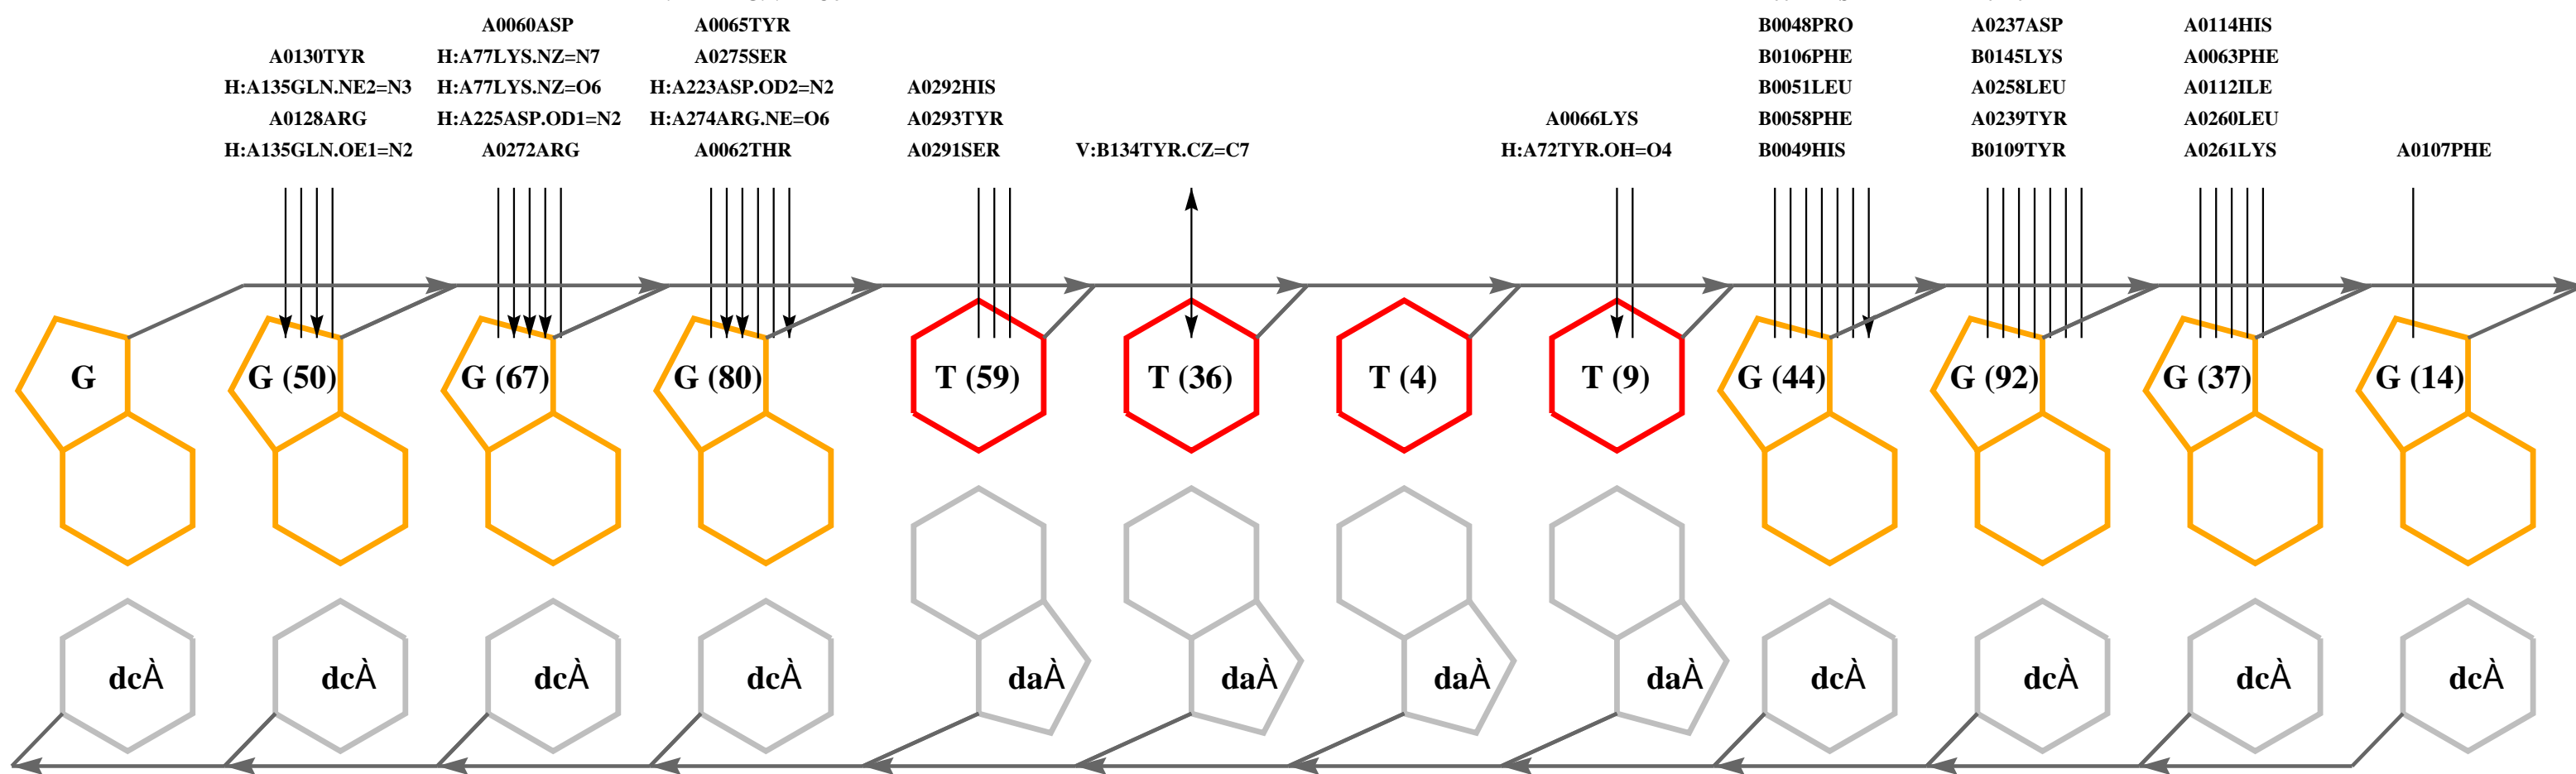 A0060ASP A0065TYR B0048PRO A0237ASP A0114HIS
A0130TYR H:A77LYS.NZ=N7 A0275SER B0106PHE B0145LYS A0063PHE
H:A135GLN.NE2=N3 H:A77LYS.NZ=O6 H:A223ASP.OD2=N2 A0292HIS B0051LEU A0258LEU A0112ILE
A0128ARG H:A225ASP.OD1=N2 H:A274ARG.NE=O6 A0293TYR A0066LYS B0058PHE A0239TYR A0260LEU
H:A135GLN.OE1=N2 A0272ARG A0062THR A0291SER V:B134TYR.CZ=C7 H:A72TYR.OH=O4 B0049HIS B0109TYR A0261LYS A0107PHE
G G (50) G (67) G (80) T (59) T (36) T (4) T (9) G (44) G (92) G (37) G (14)
dcÀ dcÀ dcÀ dcÀ daÀ daÀ daÀ daÀ dcÀ dcÀ dcÀ dcÀ